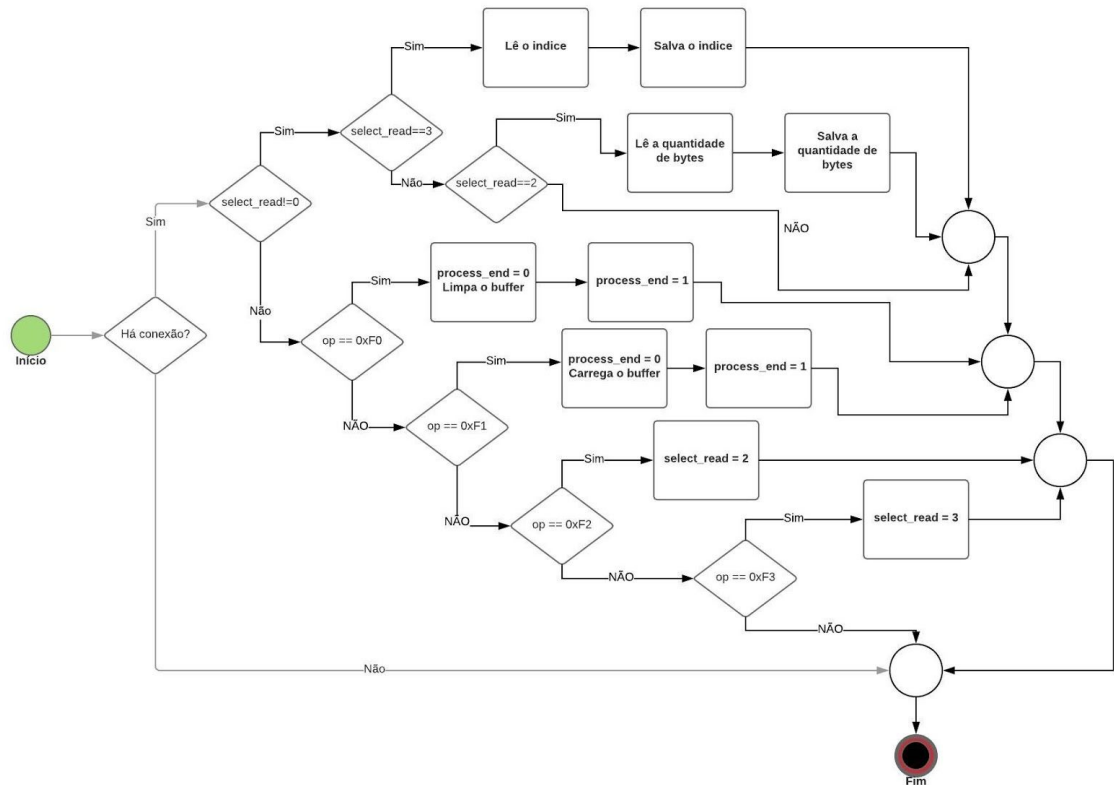 Sim
Lê o indice
Salva o indice
select_read==3
Sim
Sim
Lê a quantidade
de bytes
Salva a
quantidade de
bytes
Não
select_read==2
select_read!=0
Sim
NÃO
Sim
process_end = 0
Limpa o buffer
process_end = 1
Não
Há conexão?
op == 0xF0
Início
Sim
process_end = 0
Carrega o buffer
process_end = 1
NÃO
op == 0xF1
Sim
select_read = 2
NÃO
op == 0xF2
Sim
select_read = 3
NÃO
op == 0xF3
NÃO
Não
Fim